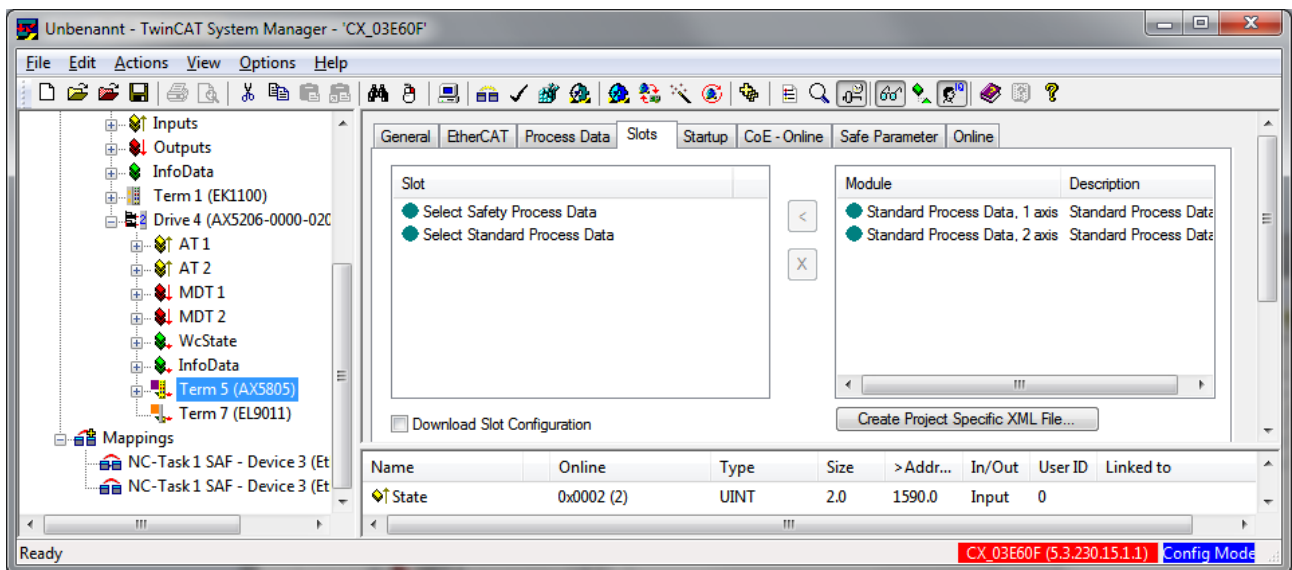 Unbenannt - TwinCAT System Manager - 'CX_03E60F'
File Edit Actions View Options Help
Inputs
Outputs
InfoData
Term 1 (EK1100)
Drive 4 (AX5206-0000-020
AT 1
AT 2
MDT 1
MDT 2
WcState
InfoData
Term 5 (AX5805)
Term 7 (EL9011)
Mappings
NC-Task 1 SAF - Device 3 (Et
NC-Task 1 SAF - Device 3 (Et
General EtherCAT Process Data Slots Startup CoE - Online Safe Parameter Online
Slot
Select Safety Process Data
Select Standard Process Data
<
X
Module Description
Standard Process Data, 1 axis Standard Process Data
Standard Process Data, 2 axis Standard Process Data
Download Slot Configuration
Create Project Specific XML File...
Name Online Type Size >Addr... In/Out User ID Linked to
State 0x0002 (2) UINT 2.0 1590.0 Input 0
Ready CX_03E60F (5.3.230.15.1.1) Config Mode